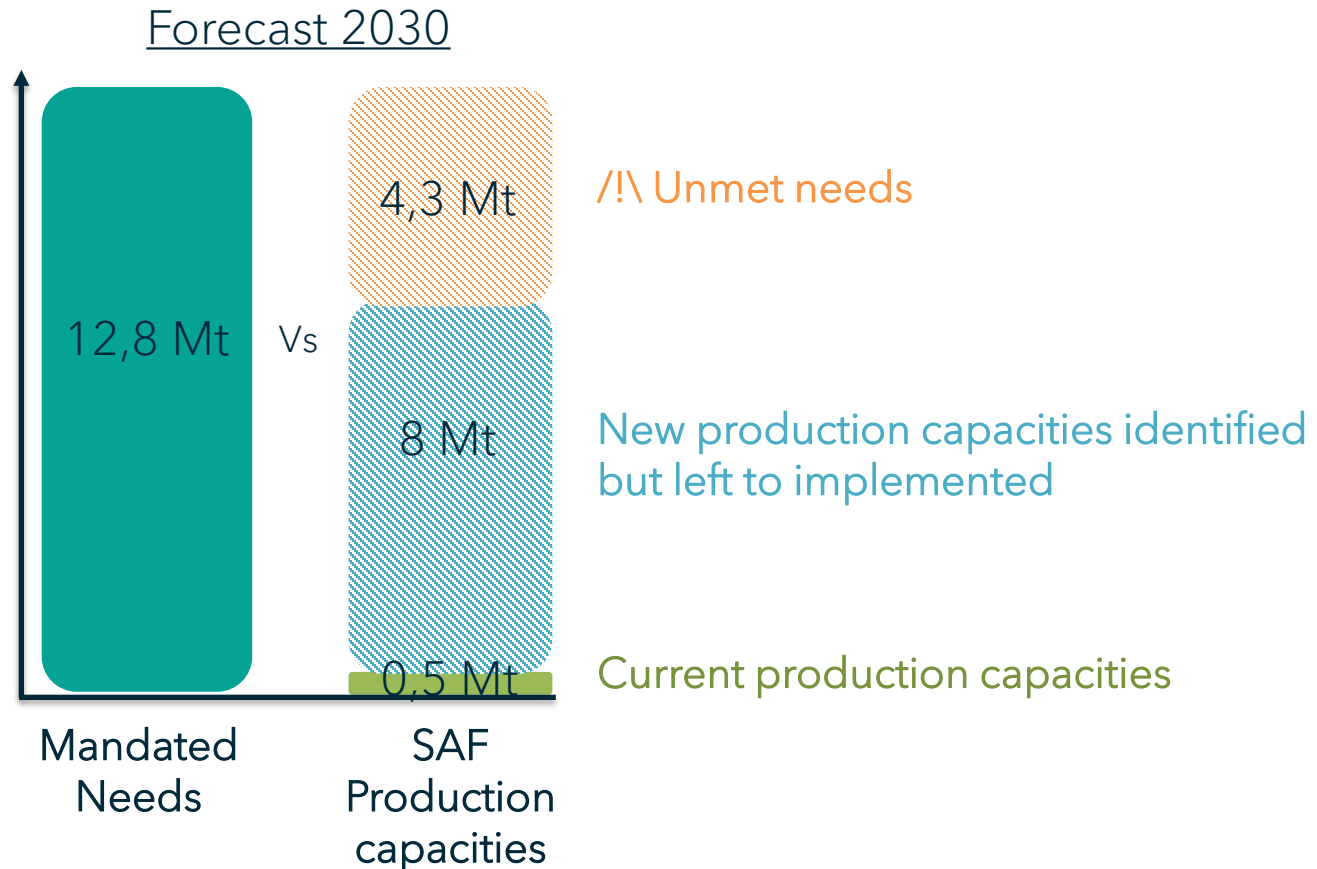 Forecast 2030
4,3 Mt
/!\ Unmet needs
12,8 Mt
Vs
8 Mt
New production capacities identified
but left to implemented
0,5 Mt
Current production capacities
Mandated
Needs
SAF
Production
capacities